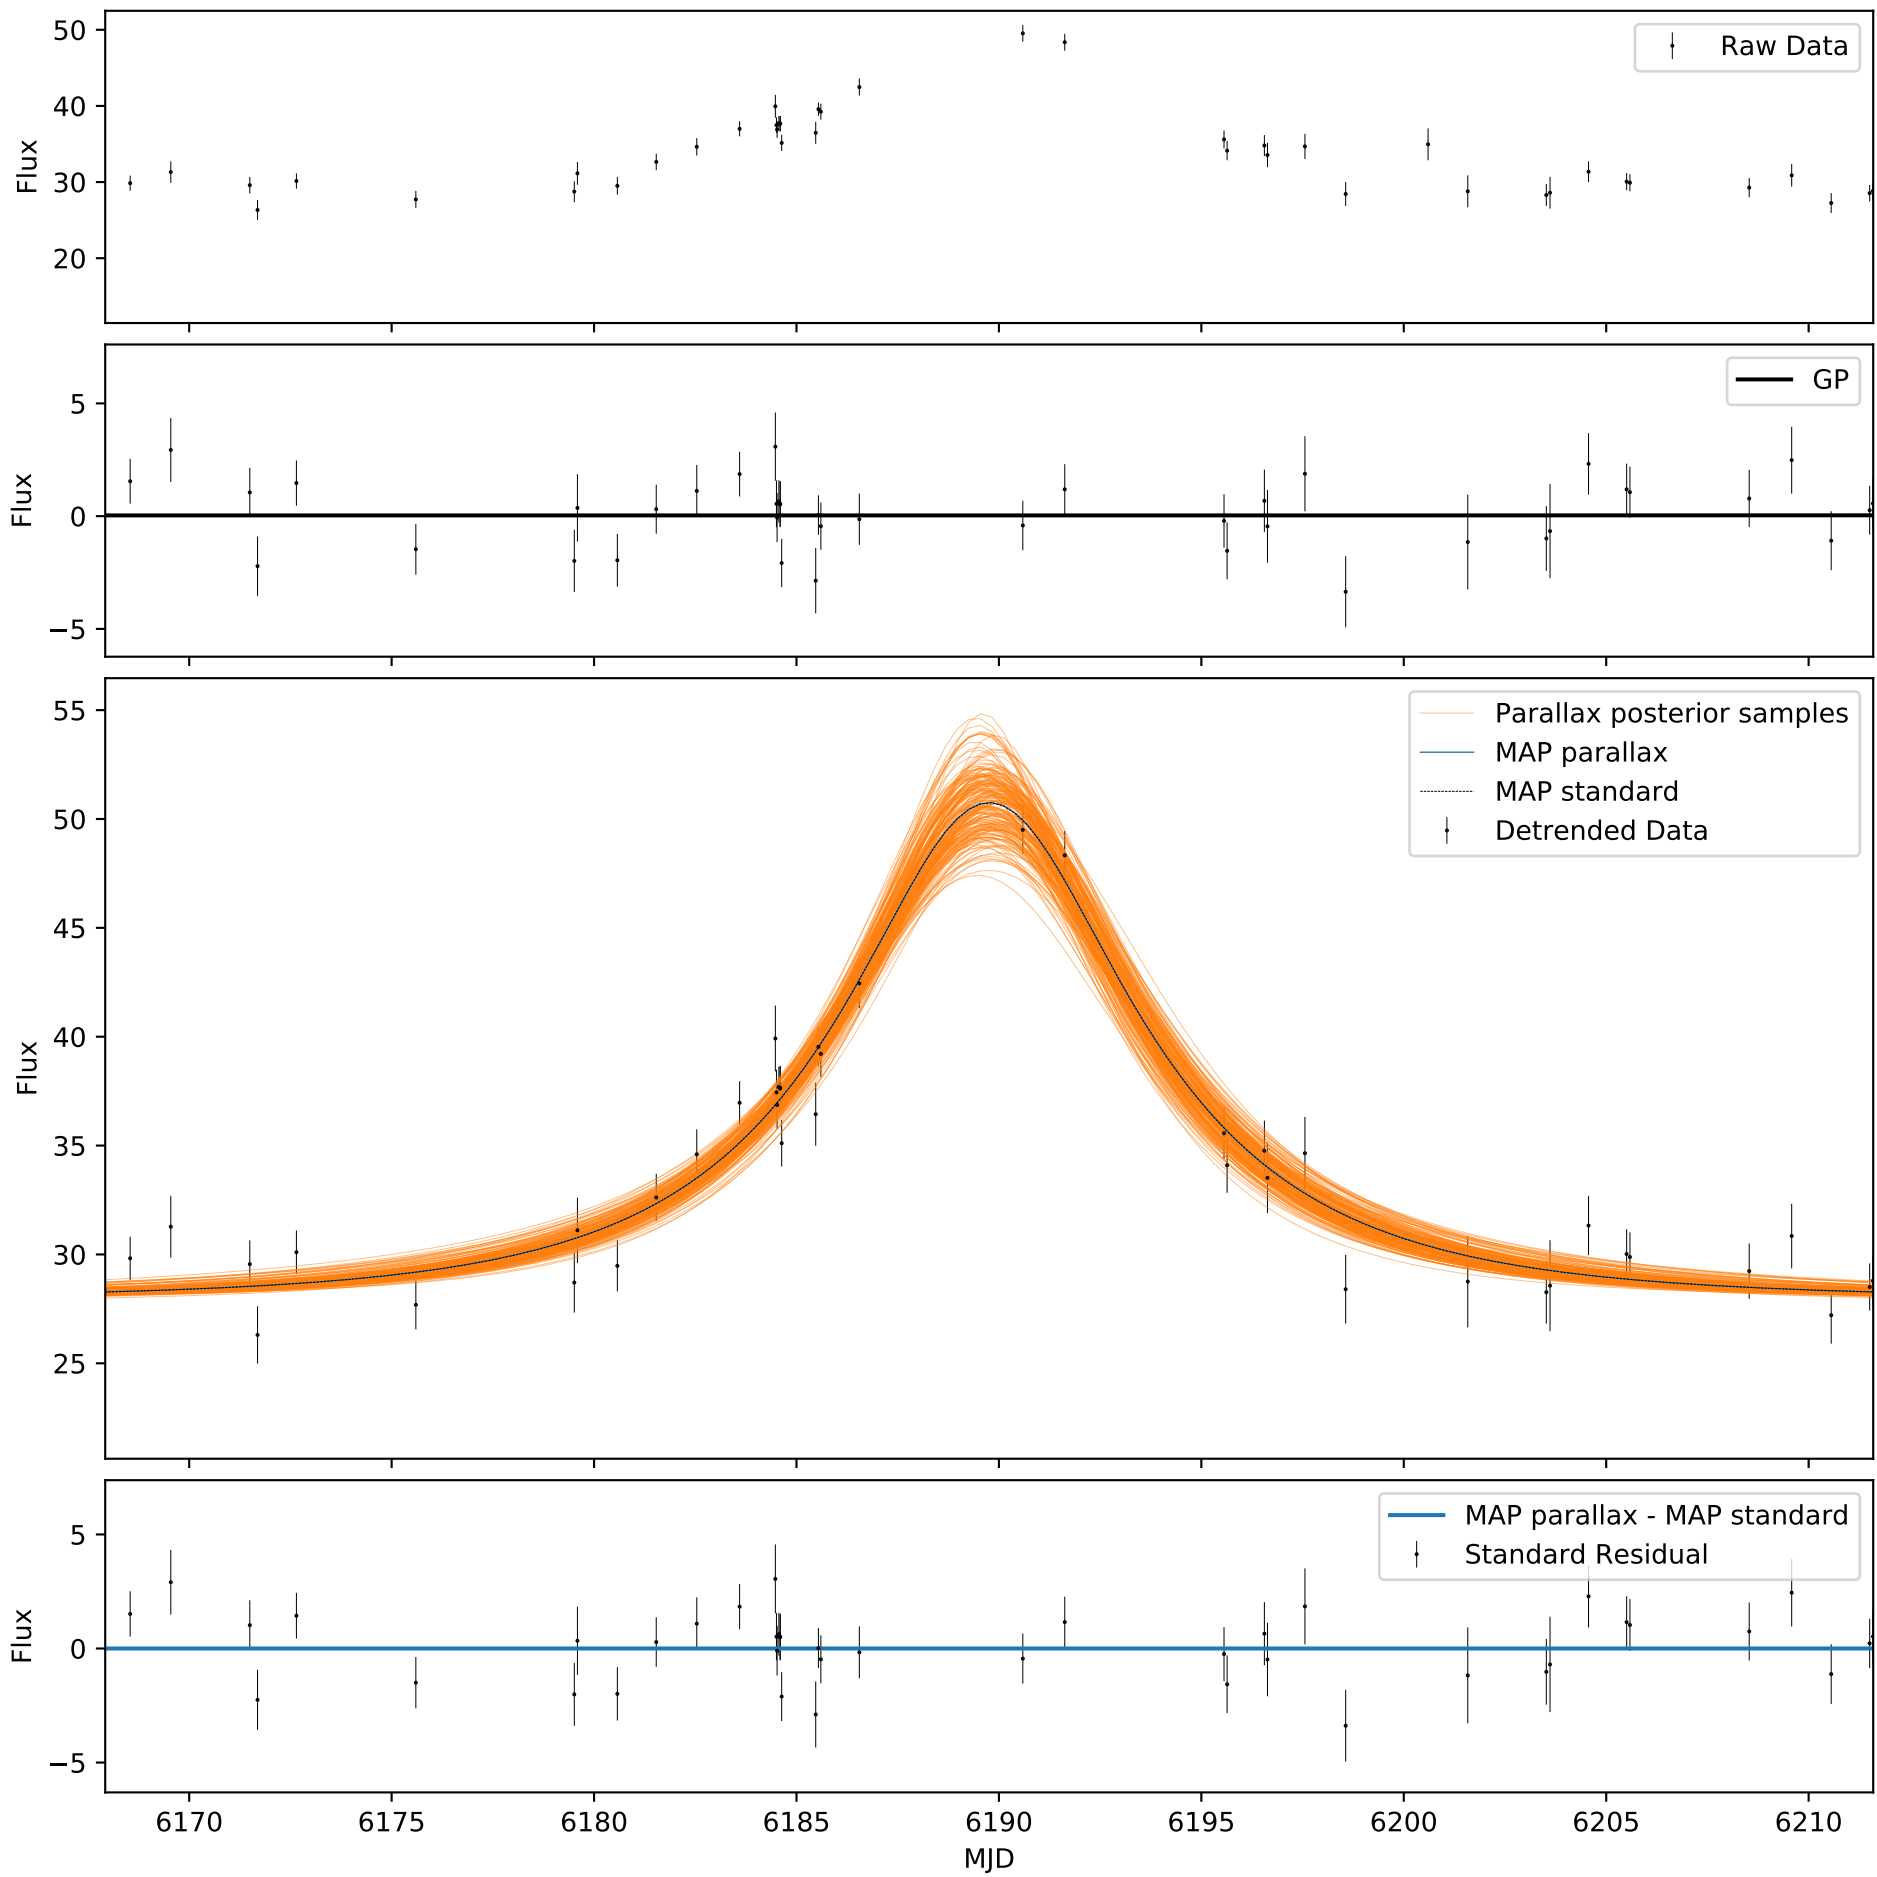 50
40
30
20
Flux
Raw Data
5
0
−5
Flux
GP
55
50
45
40
35
30
25
Flux
Parallax posterior samples
MAP parallax
MAP standard
Detrended Data
5
0
−5
Flux
MAP parallax - MAP standard
Standard Residual
6170 6175 6180 6185 6190 6195 6200 6205 6210
MJD